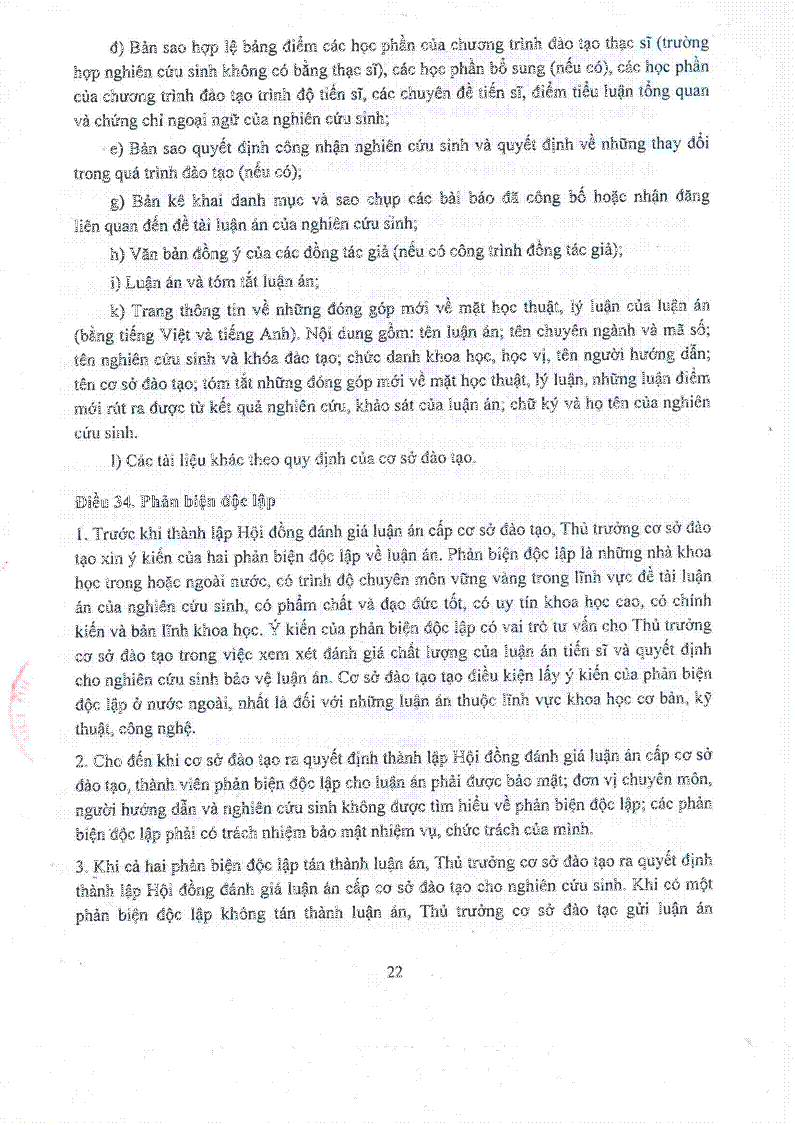 đ) Bản sao hợp lệ bảng điểm các học phần của chương trình đào tạo thạc sĩ (trường
hợp nghiên cứu sinh không có bằng thạc sĩ), các học phần bổ sung (nếu có), các học phần
của chương trình đào tạo trình độ tiến sĩ, các chuyên đề tiến sĩ, điểm tiểu luận tổng quan
và chứng chỉ ngoại ngữ của nghiên cứu sinh;
e) Bản sao quyết định công nhận nghiên cứu sinh và quyết định về những thay đổi
trong quá trình đào tạo (nếu có);
g) Bản kê khai danh mục và sao chụp các bài báo đã công bố hoặc nhận đăng
liên quan đến đề tài luận án của nghiên cứu sinh;
h) Văn bản đồng ý của các đồng tác giả (nếu có công trình đồng tác giả);
i) Luận án và tóm tắt luận án;
k) Trang thông tin về những đóng góp mới về mặt học thuật, lý luận của luận án
(bằng tiếng Việt và tiếng Anh). Nội dung gồm: tên luận án; tên chuyên ngành và mã số;
tên nghiên cứu sinh và khóa đào tạo; chức danh khoa học, học vị, tên người hướng dẫn;
tên cơ sở đào tạo; tóm tắt những đóng góp mới về mặt học thuật, lý luận, những luận điểm
mới rút ra được từ kết quả nghiên cứu, khảo sát của luận án; chữ ký và họ tên của nghiên
cứu sinh.
l) Các tài liệu khác theo quy định của cơ sở đào tạo.
Điều 34. Phản biện độc lập
1. Trước khi thành lập Hội đồng đánh giá luận án cấp cơ sở đào tạo, Thủ trưởng cơ sở đào
tạo xin ý kiến của hai phản biện độc lập về luận án. Phản biện độc lập là những nhà khoa
học trong hoặc ngoài nước, có trình độ chuyên môn vững vàng trong lĩnh vực đề tài luận
án của nghiên cứu sinh, có phẩm chất và đạo đức tốt, có uy tín khoa học cao, có chính
kiến và bản lĩnh khoa học. Ý kiến của phản biện độc lập có vai trò tư vấn cho Thủ trưởng
cơ sở đào tạo trong việc xem xét đánh giá chất lượng của luận án tiến sĩ và quyết định
cho nghiên cứu sinh bảo vệ luận án. Cơ sở đào tạo tạo điều kiện lấy ý kiến của phản biện
độc lập ở nước ngoài, nhất là đối với những luận án thuộc lĩnh vực khoa học cơ bản, kỹ
thuật, công nghệ.
2. Cho đến khi cơ sở đào tạo ra quyết định thành lập Hội đồng đánh giá luận án cấp cơ sở
đào tạo, thành viên phản biện độc lập cho luận án phải được bảo mật; đơn vị chuyên môn,
người hướng dẫn và nghiên cứu sinh không được tìm hiểu về phản biện độc lập; các phản
biện độc lập phải có trách nhiệm bảo mật nhiệm vụ, chức trách của mình.
3. Khi cả hai phản biện độc lập tán thành luận án, Thủ trưởng cơ sở đào tạo ra quyết định
thành lập Hội đồng đánh giá luận án cấp cơ sở đào tạo cho nghiên cứu sinh. Khi có một
phản biện độc lập không tán thành luận án, Thủ trưởng cơ sở đào tạo gửi luận án
22